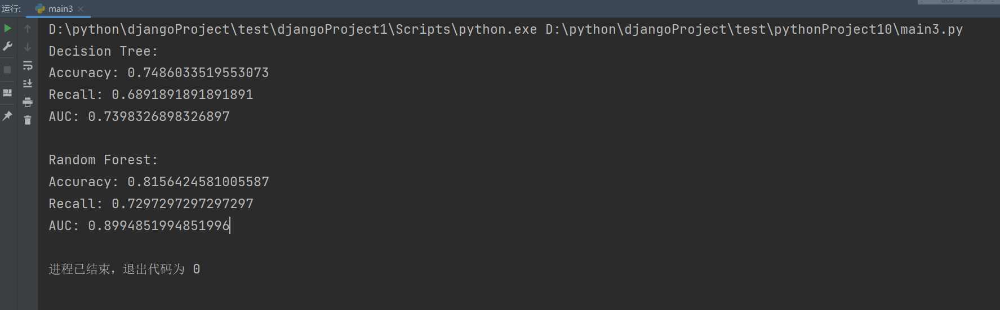 运行:
main3
D:\python\djangoProject\test\djangoProject1\Scripts\python.exe D:\python\djangoProject\test\pythonProject10\main3.py
Decision Tree:
Accuracy: 0.7486033519553073
Recall: 0.6891891891891891
AUC: 0.7398326898326897
Random Forest:
Accuracy: 0.8156424581005587
Recall: 0.7297297297297297
AUC: 0.8994851994851996
进程已结束，退出代码为 0